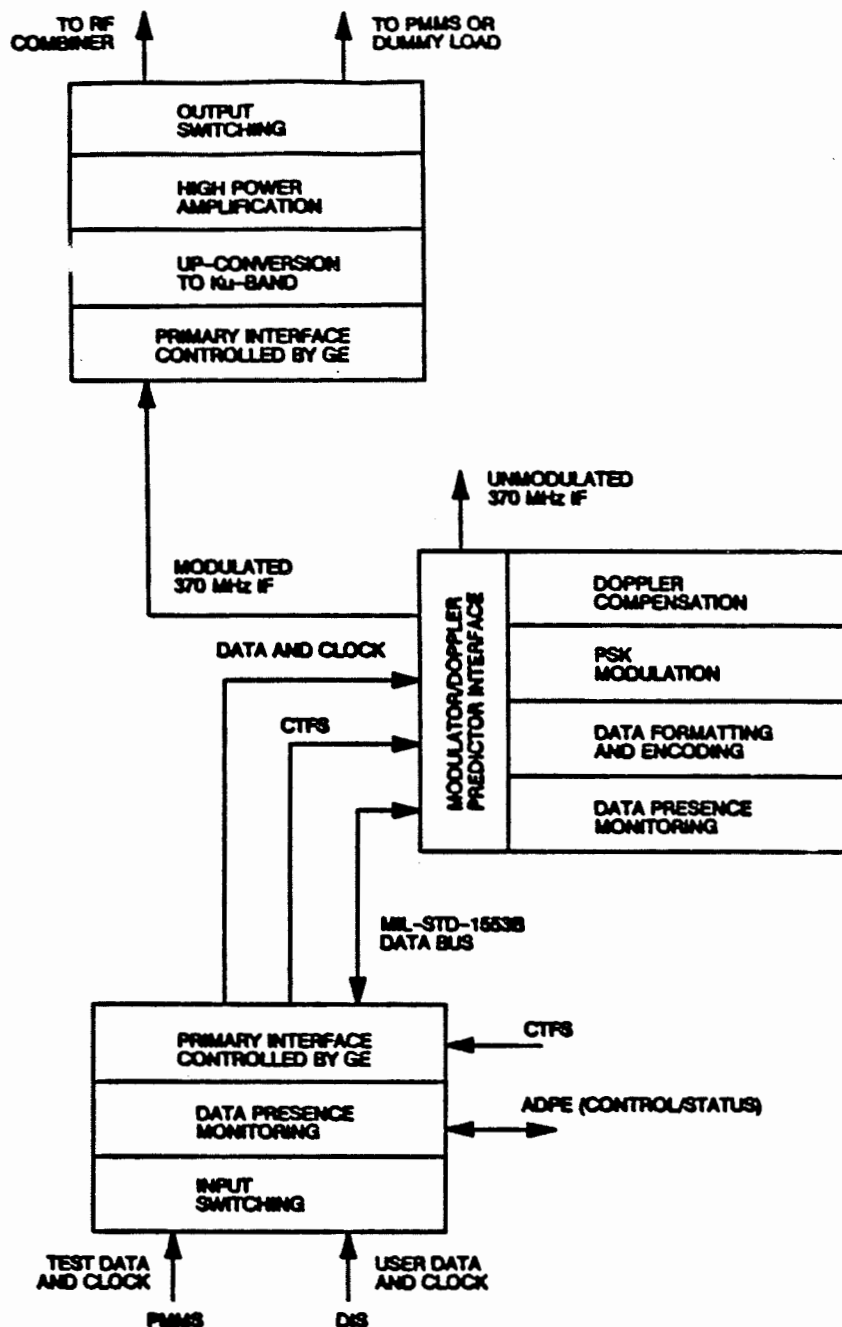 TO RF
COMBINER
TO PMMS OR
DUMMY LOAD
OUTPUT
SWITCHING
HIGH POWER
AMPLIFICATION
UP-CONVERSION
TO Ku-BAND
PRIMARY INTERFACE
CONTROLLED BY GE
UNMODULATED
370 MHz IF
MODULATED
370 MHz IF
MODULATOR/DOPPLER
PREDICTOR INTERFACE
DOPPLER
COMPENSATION
PSK
MODULATION
DATA FORMATTING
AND ENCODING
DATA PRESENCE
MONITORING
DATA AND CLOCK
CTFS
MIL-STD-1553B
DATA BUS
PRIMARY INTERFACE
CONTROLLED BY GE
DATA PRESENCE
MONITORING
INPUT
SWITCHING
CTFS
ADPE (CONTROL/STATUS)
TEST DATA
AND CLOCK
USER DATA
AND CLOCK
PMMS
DIS